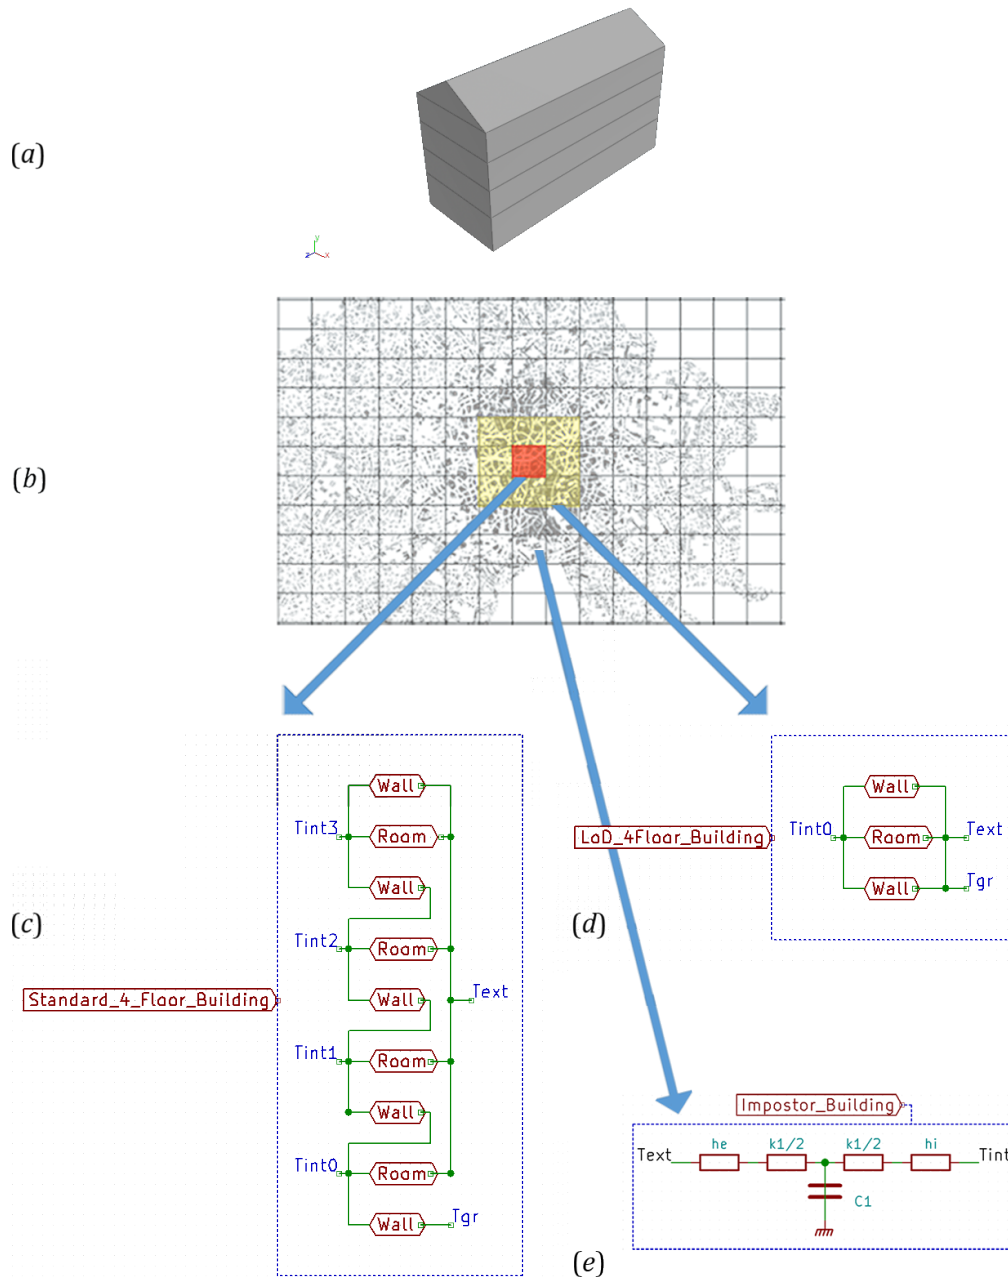 (a)
y
z
x
(b)
Wall
Tint3
Room
Wall
Tint2
Room
Wall
Tint1
Room
Wall
Tint0
Room
Wall
Tgr
Text
Standard_4_Floor_Building
(c)
Wall
Tint0
Room
Text
Wall
Tgr
LoD_4Floor_Building
(d)
Impostor_Building
Text
he
k1/2
k1/2
hi
Tint
C1
(e)